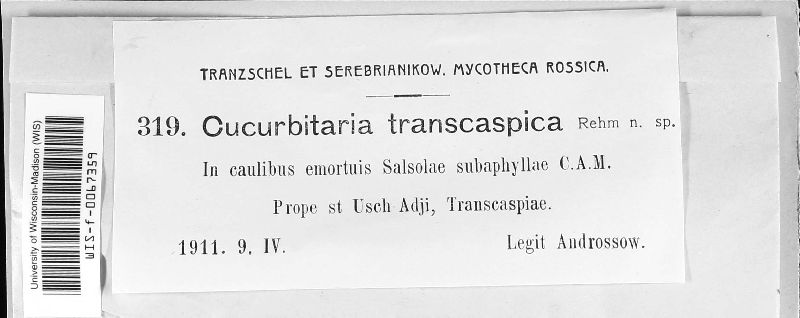 TRANZSCHEL ET SEREBRIANIKOW. MYCOTHECA ROSSICA.
319. Cucurbitaria transcaspica Rehm n. sp.
In caulibus emortuis Salsolae subaphyllae C.A.M.
Prope st Usch Adji, Transcaspiae.
1911. 9. IV. Legit Androssow.
University of Wisconsin-Madison (WIS)
WIS-f-0067359